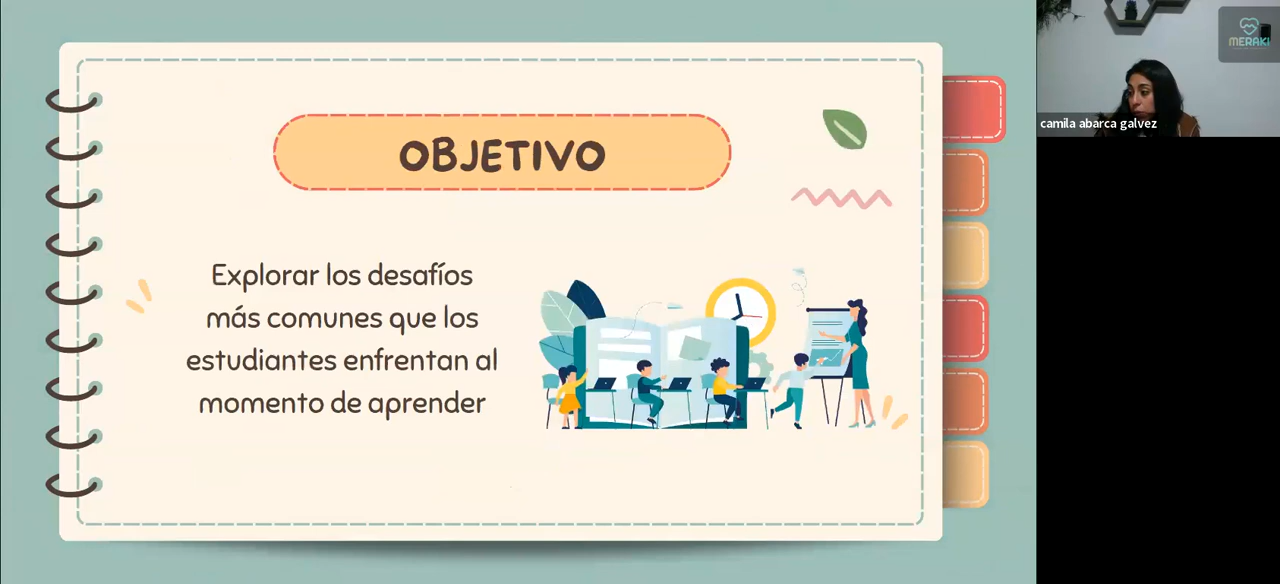 OBJETIVO
Explorar los desafíos
más comunes que los
estudiantes enfrentan al
momento de aprender
MERAKI
camila abarca galvez